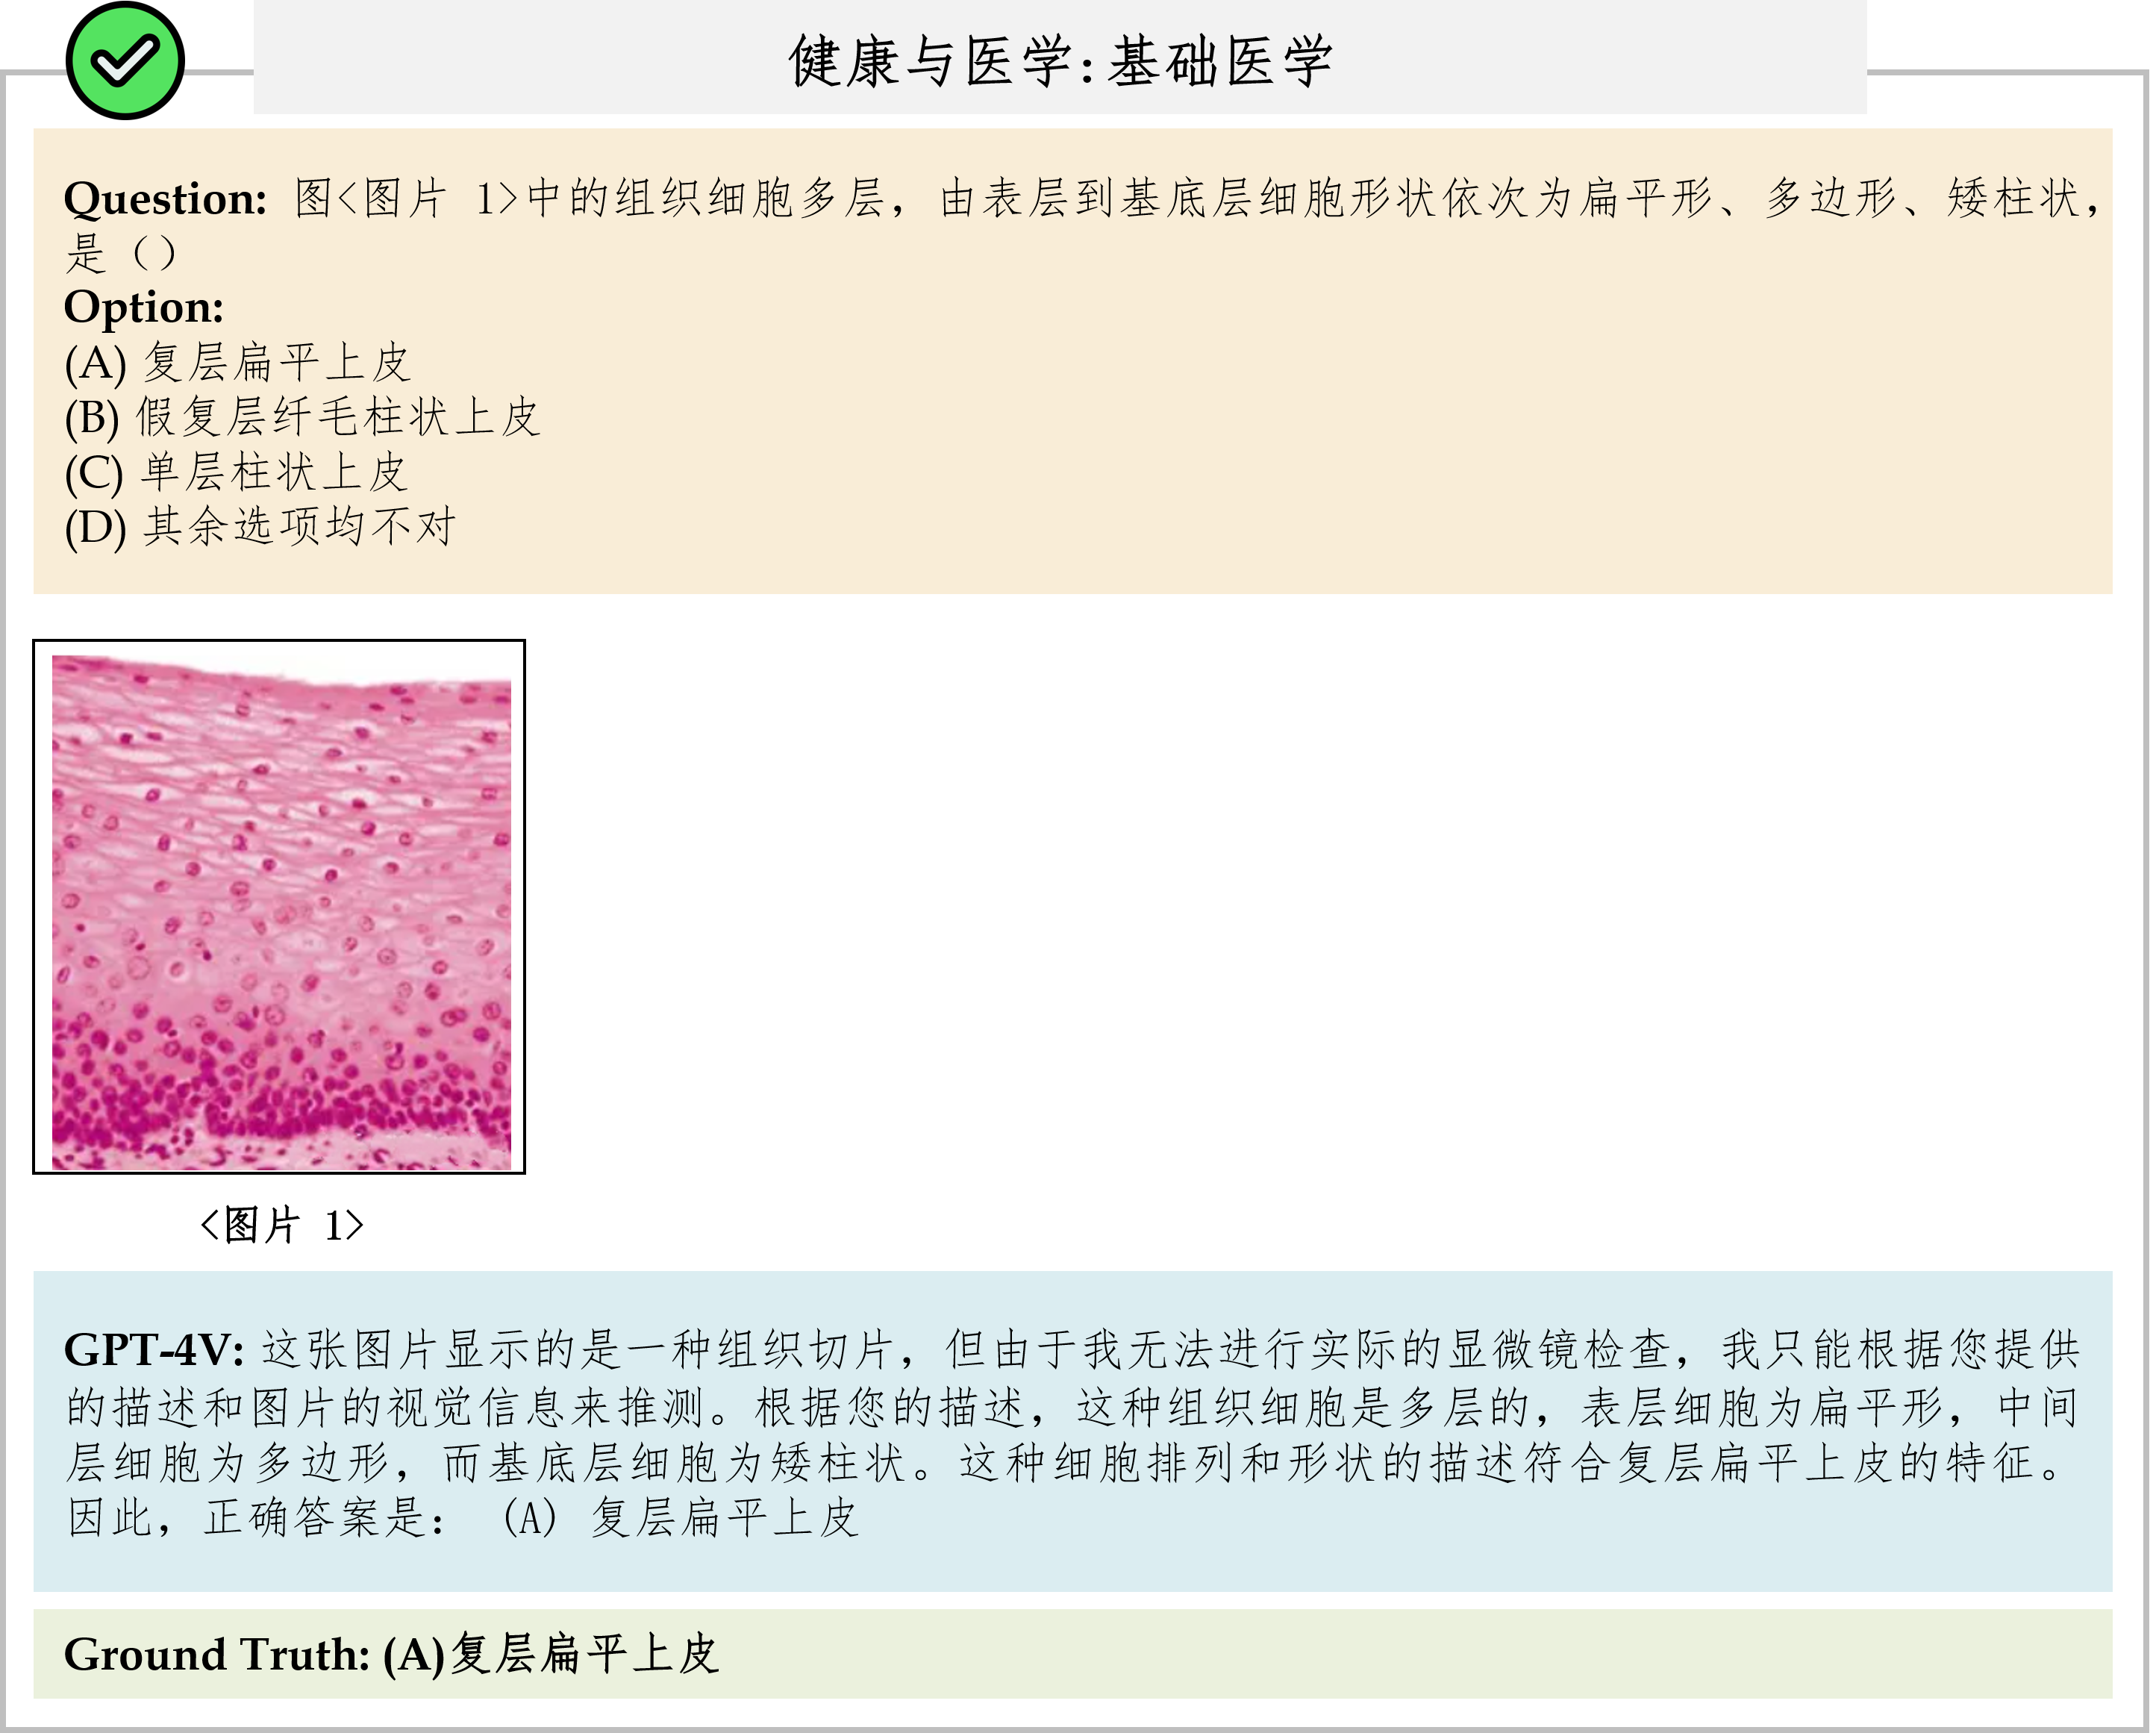 健康与医学:基础医学
Question: 图<图片 1>中的组织细胞多层，由表层到基底层细胞形状依次为扁平形、多边形、矮柱状，
是（）
Option:
(A) 复层扁平上皮
(B) 假复层纤毛柱状上皮
(C) 单层柱状上皮
(D) 其余选项均不对
<图片 1>
GPT-4V: 这张图片显示的是一种组织切片，但由于我无法进行实际的显微镜检查，我只能根据您提供
的描述和图片的视觉信息来推测。根据您的描述，这种组织细胞是多层的，表层细胞为扁平形，中间
层细胞为多边形，而基底层细胞为矮柱状。这种细胞排列和形状的描述符合复层扁平上皮的特征。
因此，正确答案是： (A) 复层扁平上皮
Ground Truth: (A)复层扁平上皮